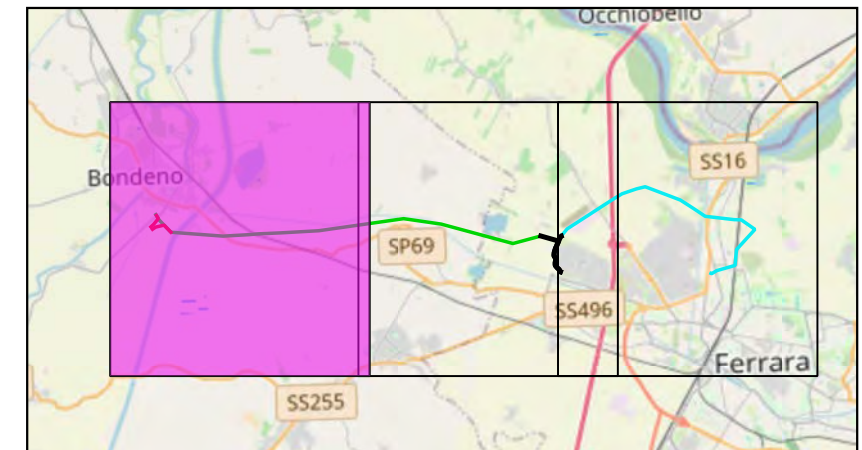 Occhiobello
SS16
Bondeno
SP69
SS496
Ferrara
SS255